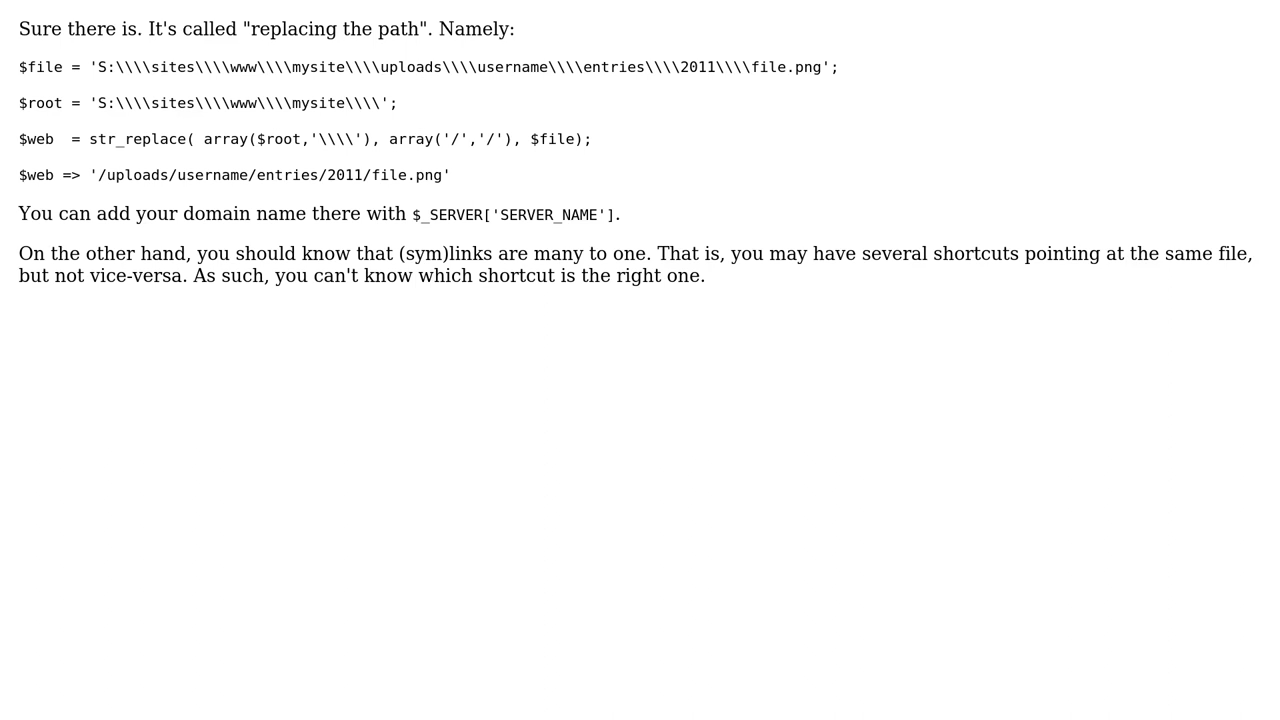 Sure there is. It's called "replacing the path". Namely:
$file = 'S:\\\\sites\\\\www\\\\mysite\\\\uploads\\\\username\\\\entries\\\\2011\\\\file.png';
$root = 'S:\\\\sites\\\\www\\\\mysite\\\\';
$web  = str_replace( array($root,'\\\\'), array('/','/'), $file);
$web => '/uploads/username/entries/2011/file.png'
You can add your domain name there with $_SERVER['SERVER_NAME'].
On the other hand, you should know that (sym)links are many to one. That is, you may have several shortcuts pointing at the same file,
but not vice-versa. As such, you can't know which shortcut is the right one.